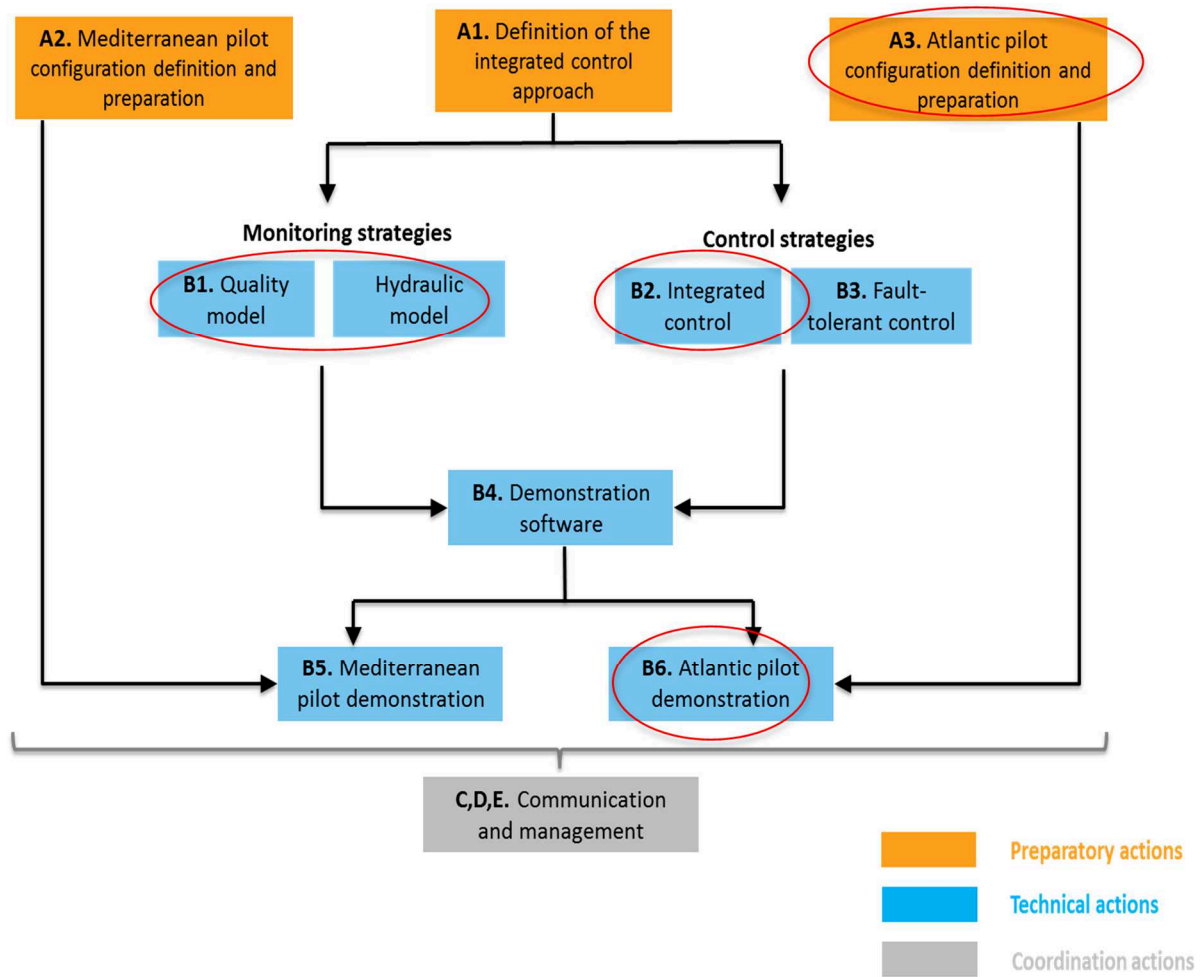 A2. Mediterranean pilot
configuration definition and
preparation
A1. Definition of the
integrated control
approach
A3. Atlantic pilot
configuration definition and
preparation
Monitoring strategies
B1. Quality
model
Hydraulic
model
Control strategies
B2. Integrated
control
B3. Fault-
tolerant control
B4. Demonstration
software
B5. Mediterranean
pilot demonstration
B6. Atlantic pilot
demonstration
C,D,E. Communication
and management
Preparatory actions
Technical actions
Coordination actions